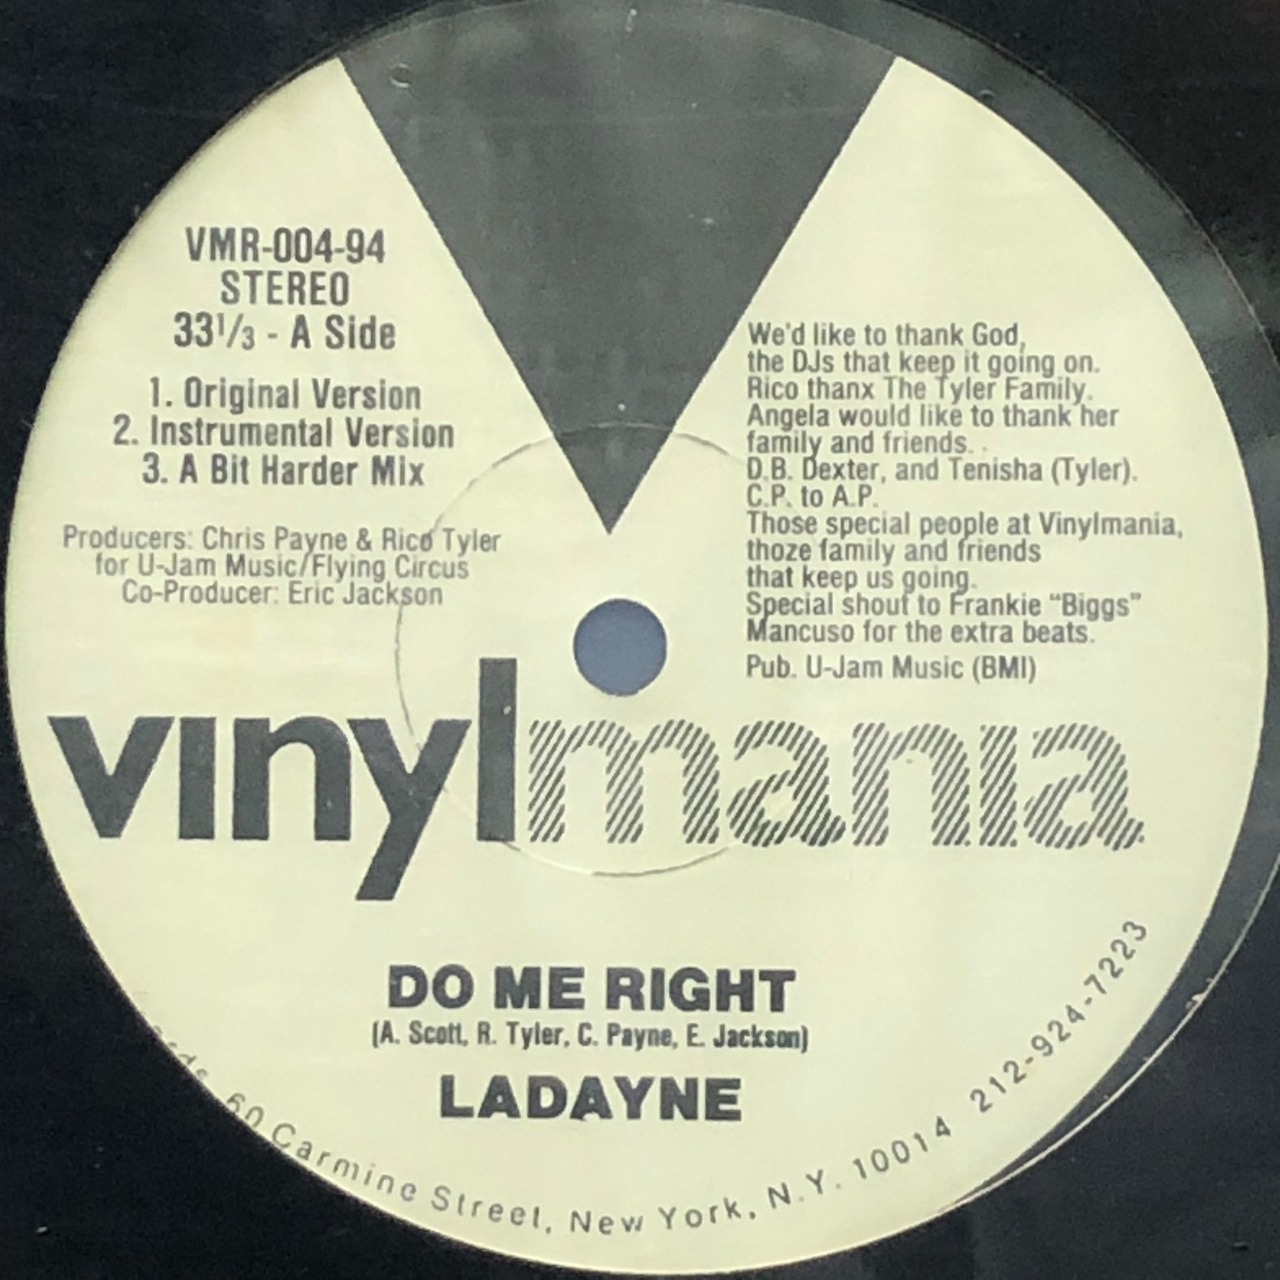 VMR-004-94
STEREO
33 1/3 - A Side
1. Original Version
2. Instrumental Version
3. A Bit Harder Mix
Producers: Chris Payne & Rico Tyler
for U-Jam Music/Flying Circus
Co-Producer: Eric Jackson
We'd like to thank God,
the DJs that keep it going on.
Rico thanx The Tyler Family.
Angela would like to thank her
family and friends.
D.B. Dexter, and Tenisha (Tyler).
C.P. to A.P.
Those special people at Vinylmania,
thoze family and friends
that keep us going.
Special shout to Frankie "Biggs"
Mancuso for the extra beats.
Pub. U-Jam Music (BMI)
vinylmania
DO ME RIGHT
(A. Scott, R. Tyler, C. Payne, E. Jackson)
LADAYNE
60 Carmine Street, New York, N.Y. 10014 212-924-7223